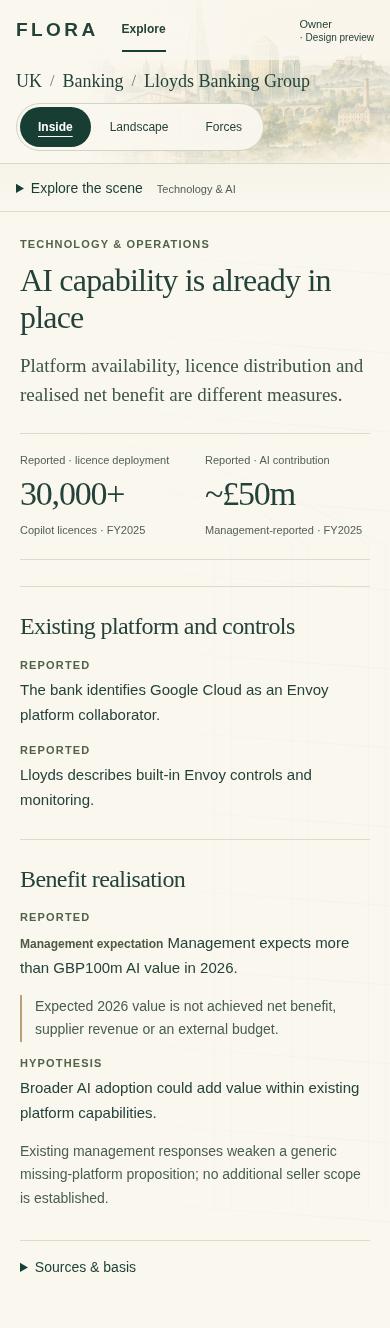 FLORA Explore Owner
· Design preview
UK / Banking / Lloyds Banking Group
Inside Landscape Forces
Explore the scene Technology & AI
TECHNOLOGY & OPERATIONS
AI capability is already in
place
Platform availability, licence distribution and
realised net benefit are different measures.
Reported · licence deployment Reported · AI contribution
30,000+ ~£50m
Copilot licences · FY2025 Management-reported · FY2025
Existing platform and controls
REPORTED
The bank identifies Google Cloud as an Envoy
platform collaborator.
REPORTED
Lloyds describes built-in Envoy controls and
monitoring.
Benefit realisation
REPORTED
Management expectation Management expects more
than GBP100m AI value in 2026.
Expected 2026 value is not achieved net benefit,
supplier revenue or an external budget.
HYPOTHESIS
Broader AI adoption could add value within existing
platform capabilities.
Existing management responses weaken a generic
missing-platform proposition; no additional seller scope
is established.
Sources & basis